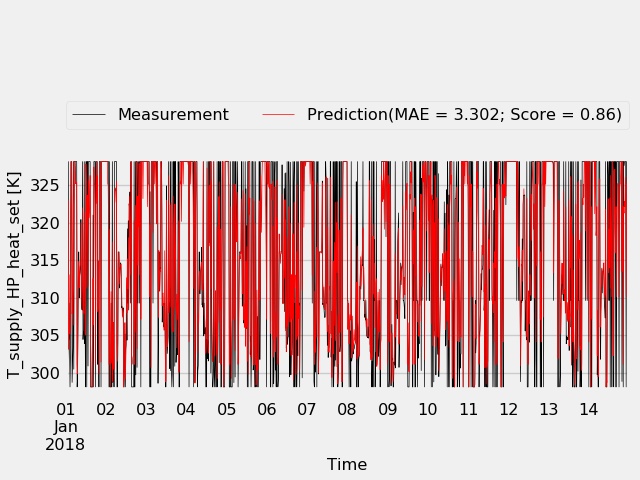 Measurement
Prediction(MAE = 3.302; Score = 0.86)
T_supply_HP_heat_set [K]
325
320
315
310
305
300
01 02 03 04 05 06 07 08 09 10 11 12 13 14
Jan
2018
Time